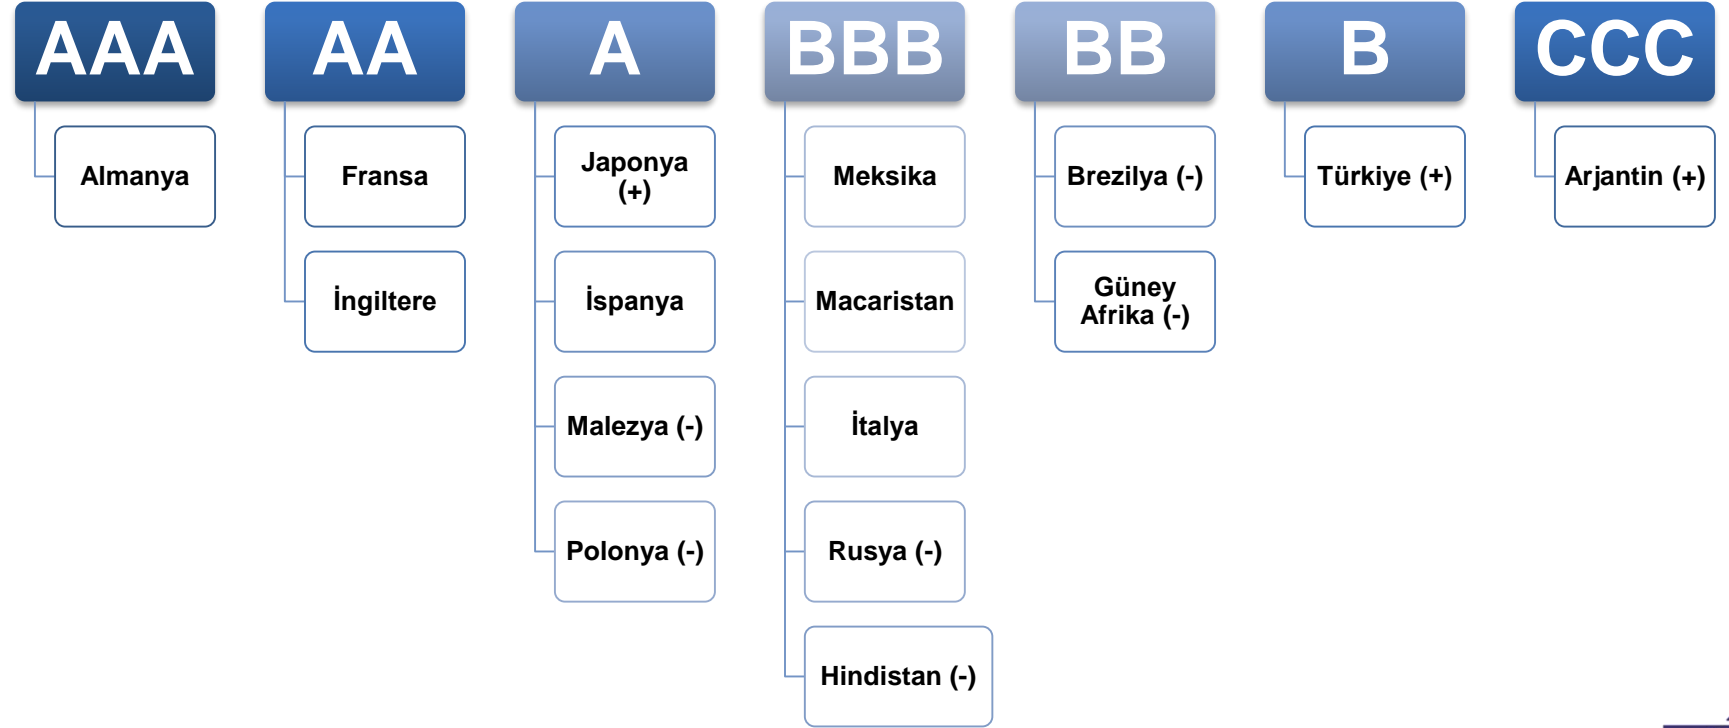 AAA
Almanya
AA
Fransa
İngiltere
A
Japonya
(+)
İspanya
Malezya (-)
Polonya (-)
BBB
Meksika
Macaristan
İtalya
Rusya (-)
Hindistan (-)
BB
Brezilya (-)
Güney
Afrika (-)
B
Türkiye (+)
CCC
Arjantin (+)